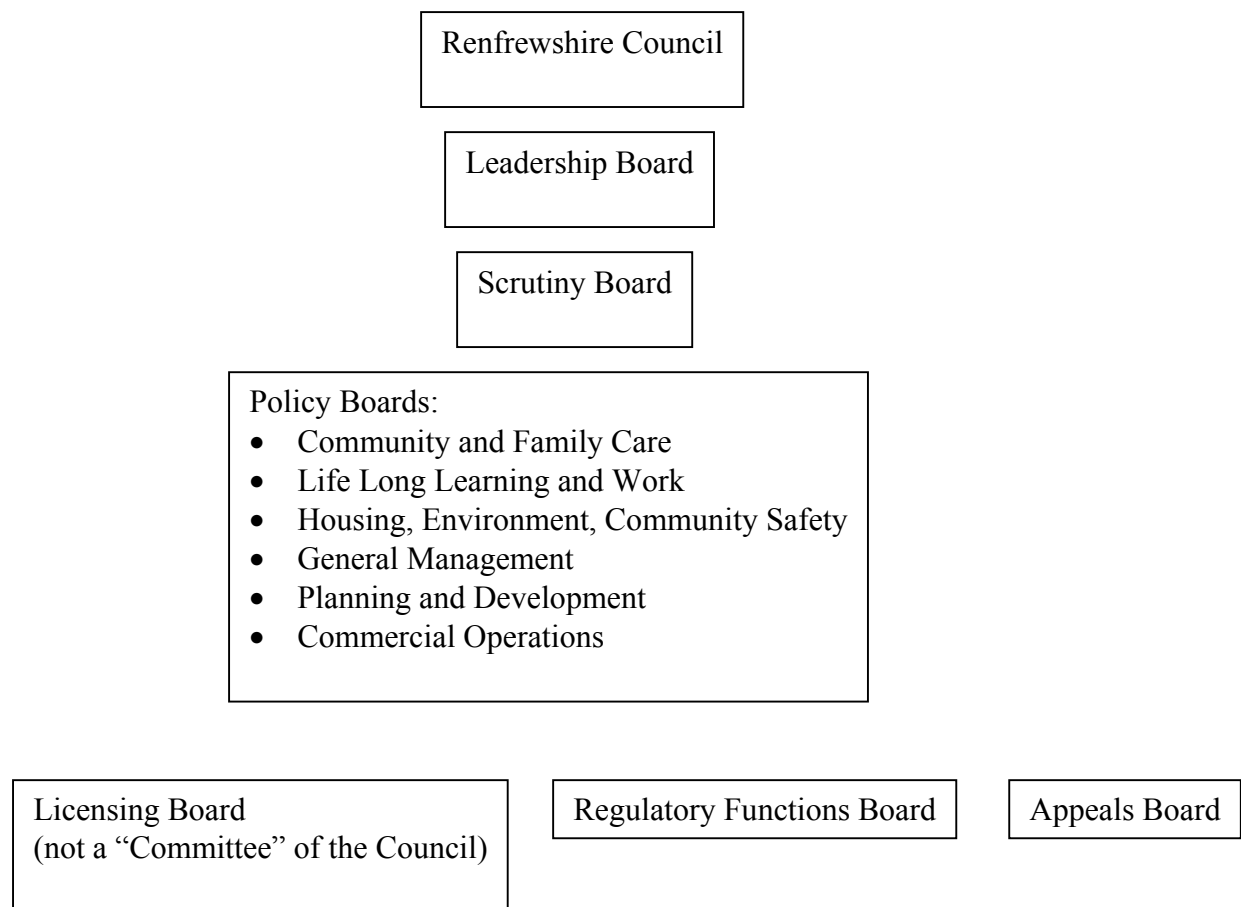 Renfrewshire Council
Leadership Board
Scrutiny Board
Policy Boards:
• Community and Family Care
• Life Long Learning and Work
• Housing, Environment, Community Safety
• General Management
• Planning and Development
• Commercial Operations
Licensing Board
(not a “Committee” of the Council)
Regulatory Functions Board
Appeals Board